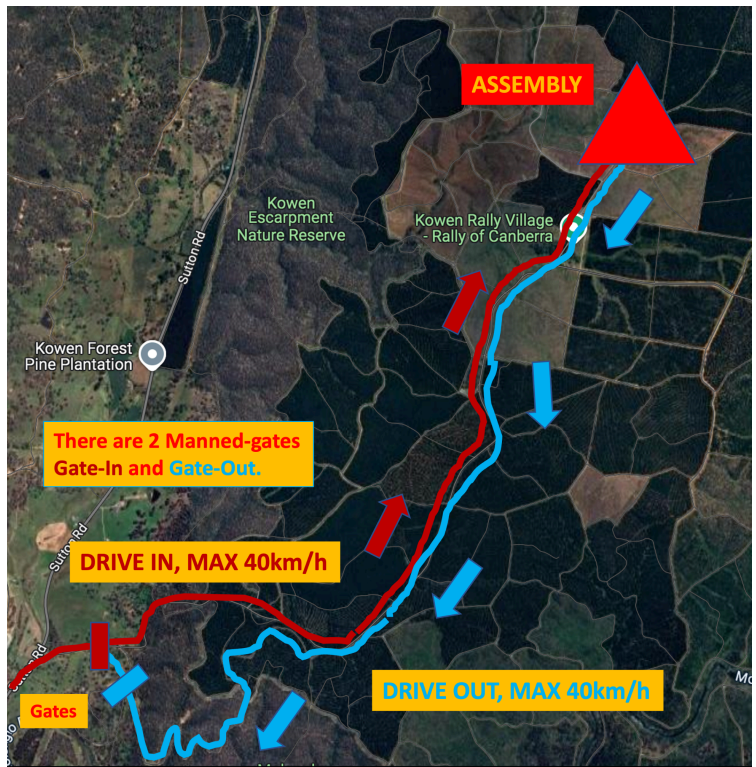 ASSEMBLY
Kowen
Escarpment
Nature Reserve
Kowen Rally Village
- Rally of Canberra
Sutton Rd
Kowen Forest
Pine Plantation
There are 2 Manned-gates
Gate-In and Gate-Out.
Sutton Rd
DRIVE IN, MAX 40km/h
Sutton Rd
Gates
DRIVE OUT, MAX 40km/h